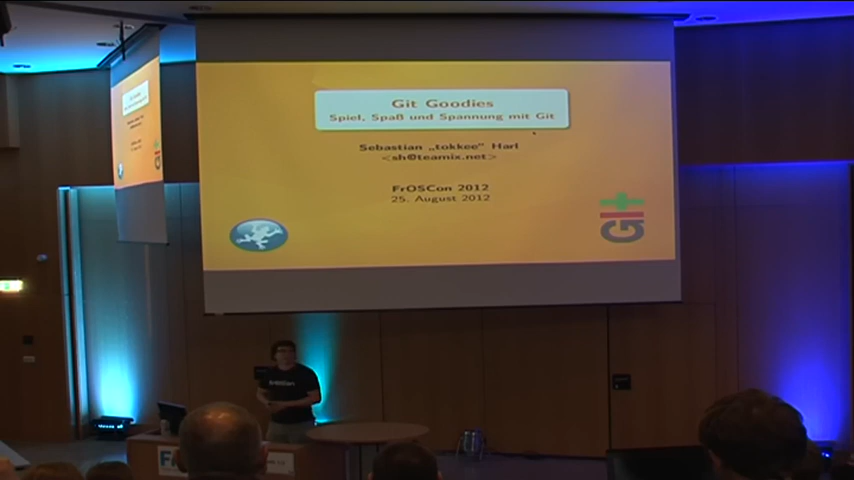 Git Goodies
Spiel, Spaß und Spannung mit Git
Sebastian „tokkee“ Harl
<sh@teamix.net>
FrOSCon 2012
25. August 2012
Git